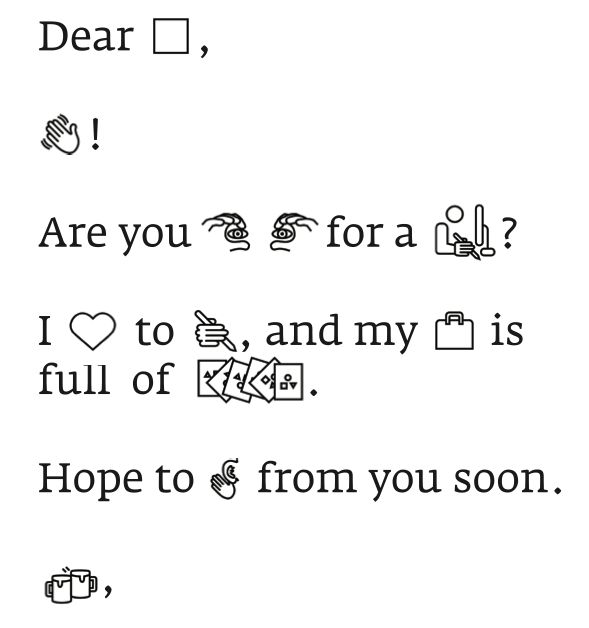 Dear ,
!
Are you for a ?
I to , and my is
full of .
Hope to from you soon.
,